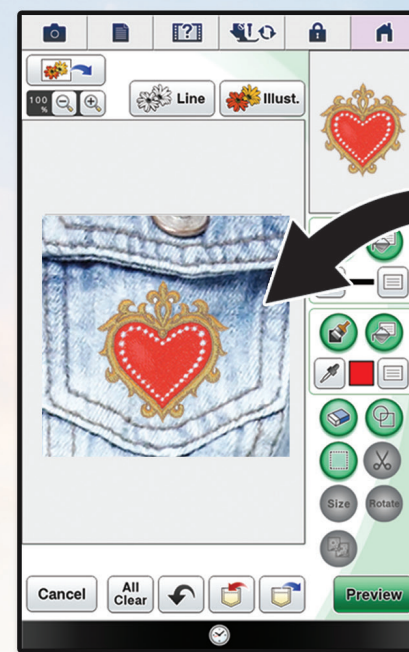 100
%
Line
Illust.
Size
Rotate
Cancel
All
Clear
Preview